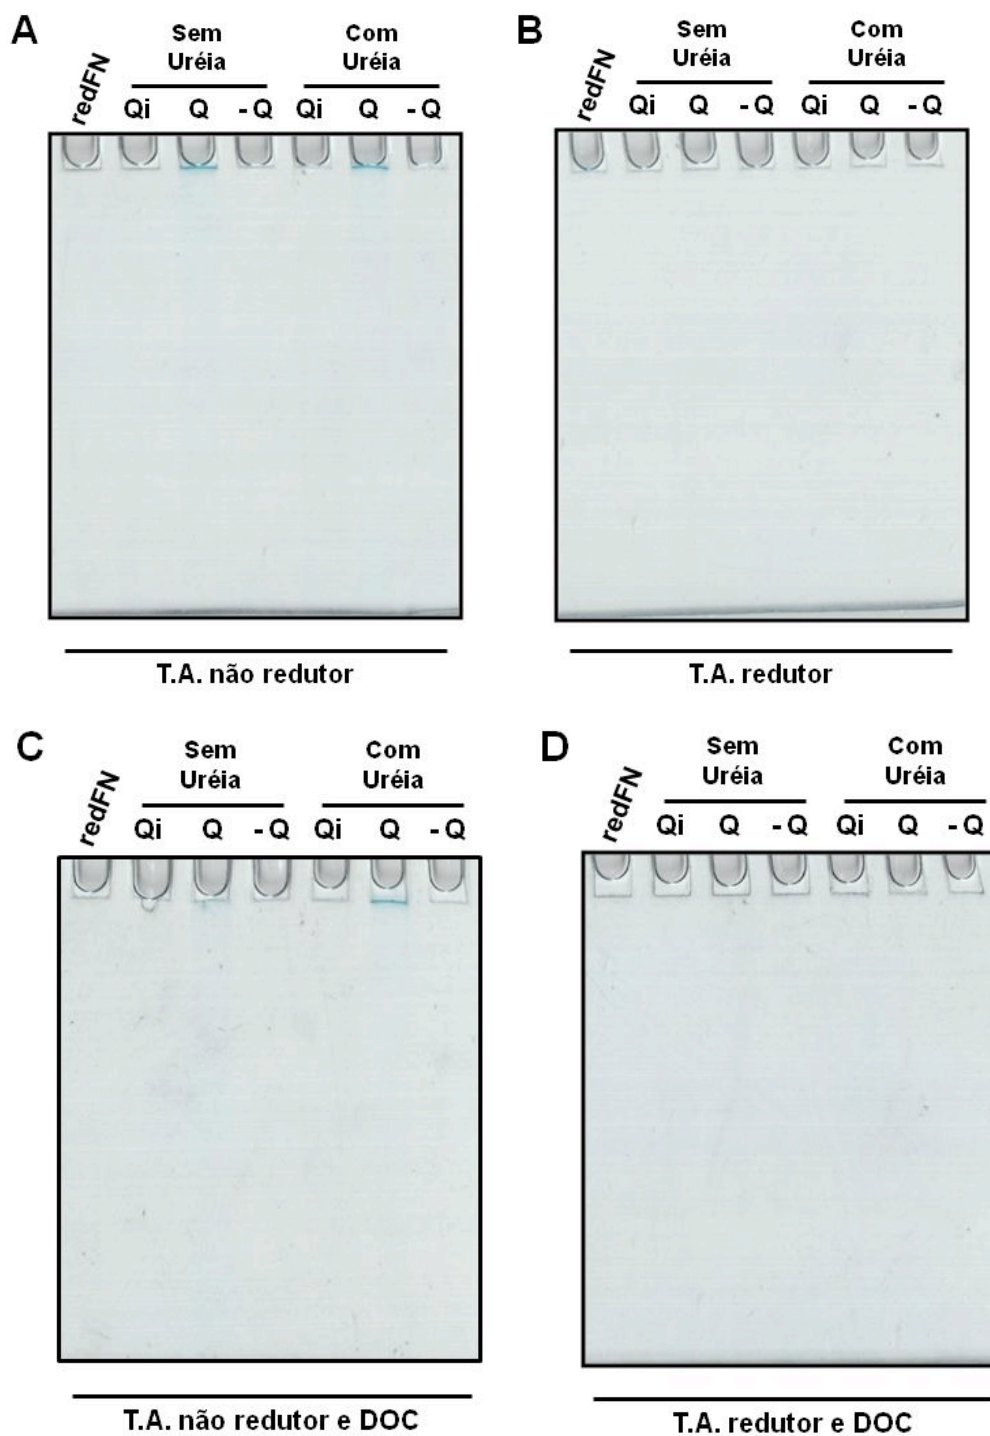 A
Sem Uréia
Com Uréia
redFN
Qi Q - Q Qi Q - Q
T.A. não redutor
B
Sem Uréia
Com Uréia
redFN
Qi Q - Q Qi Q - Q
T.A. redutor
C
Sem Uréia
Com Uréia
redFN
Qi Q - Q Qi Q - Q
T.A. não redutor e DOC
D
Sem Uréia
Com Uréia
redFN
Qi Q - Q Qi Q - Q
T.A. redutor e DOC